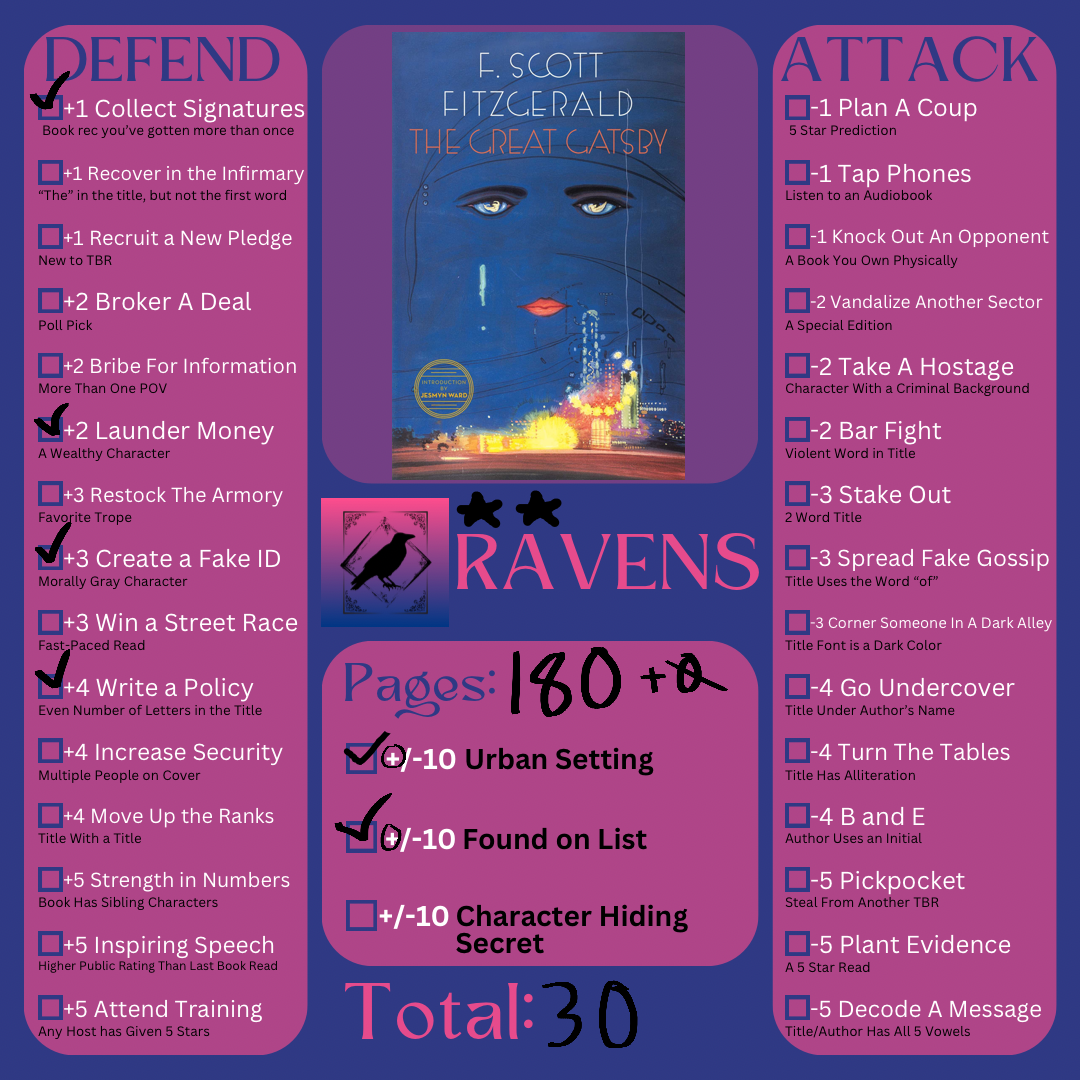 DEFEND
+1 Collect Signatures
Book rec you've gotten more than once
+1 Recover in the Infirmary
“The” in the title, but not the first word
+1 Recruit a New Pledge
New to TBR
+2 Broker A Deal
Poll Pick
+2 Bribe For Information
More Than One POV
+2 Launder Money
A Wealthy Character
+3 Restock The Armory
Favorite Trope
+3 Create a Fake ID
Morally Gray Character
+3 Win a Street Race
Fast-Paced Read
+4 Write a Policy
Even Number of Letters in the Title
+4 Increase Security
Multiple People on Cover
+4 Move Up the Ranks
Title With a Title
+5 Strength in Numbers
Book Has Sibling Characters
+5 Inspiring Speech
Higher Public Rating Than Last Book Read
+5 Attend Training
Any Host has Given 5 Stars
F. SCOTT
FITZGERALD
THE GREAT GATSBY
INTRODUCTION
BY
JESMYN WARD
RAVENS
Pages: 180 +
+/-10 Urban Setting
+/-10 Found on List
+/-10 Character Hiding
Secret
Total: 30
ATTACK
-1 Plan A Coup
5 Star Prediction
-1 Tap Phones
Listen to an Audiobook
-1 Knock Out An Opponent
A Book You Own Physically
-2 Vandalize Another Sector
A Special Edition
-2 Take A Hostage
Character With a Criminal Background
-2 Bar Fight
Violent Word in Title
-3 Stake Out
2 Word Title
-3 Spread Fake Gossip
Title Uses the Word “of”
-3 Corner Someone In A Dark Alley
Title Font is a Dark Color
-4 Go Undercover
Title Under Author's Name
-4 Turn The Tables
Title Has Alliteration
-4 B and E
Author Uses an Initial
-5 Pickpocket
Steal From Another TBR
-5 Plant Evidence
A 5 Star Read
-5 Decode A Message
Title/Author Has All 5 Vowels